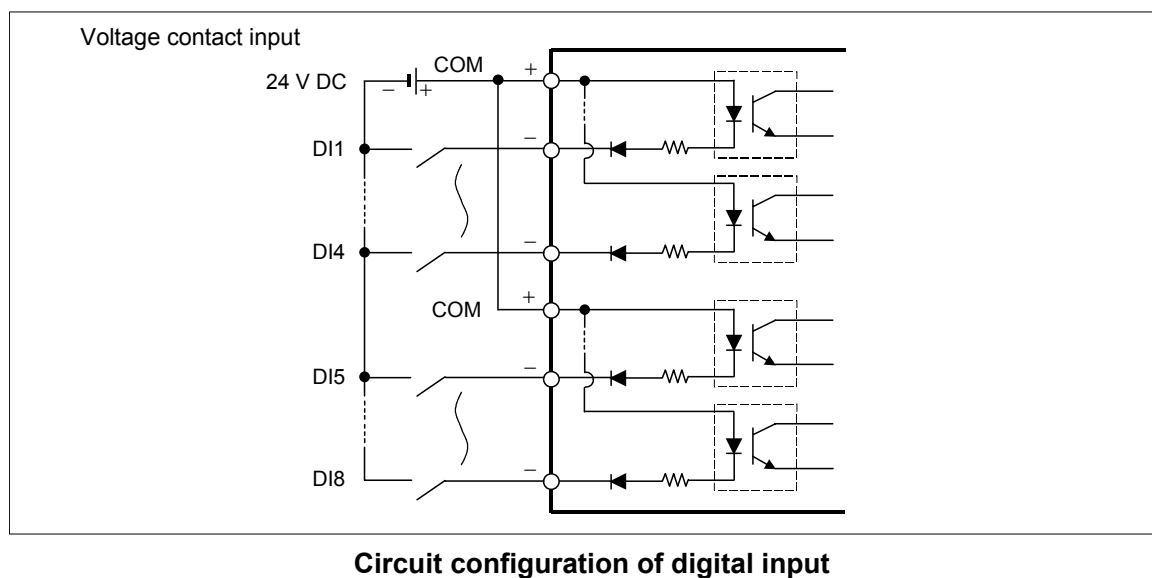 Voltage contact input
COM +
24 V DC − +
DI1 −
DI4 −
COM +
DI5 −
DI8 −
Circuit configuration of digital input